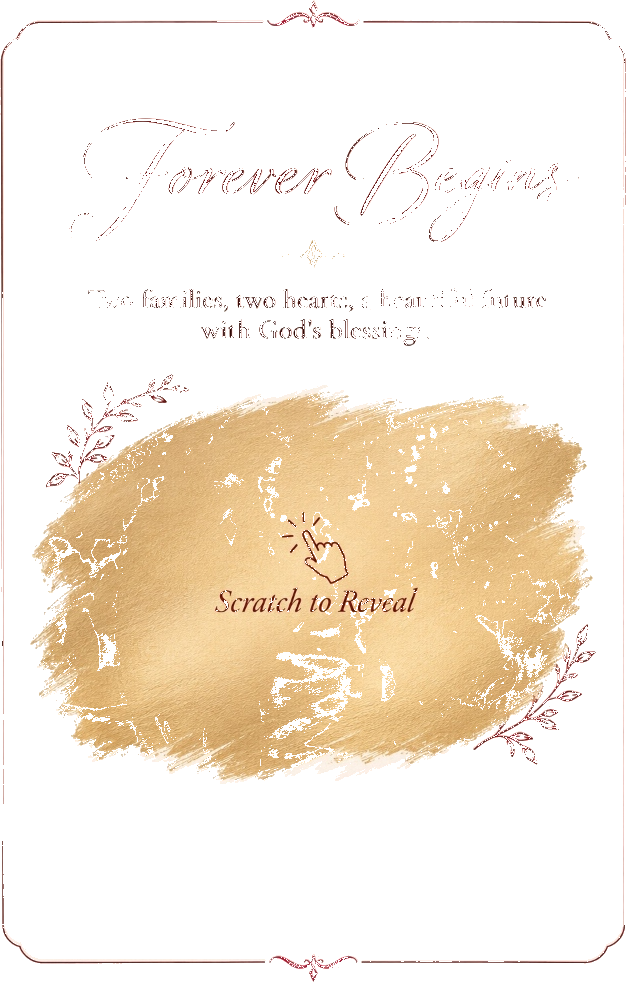 Forever Begins
Two families, two hearts, a beautiful future
with God's blessings.
Scratch to Reveal